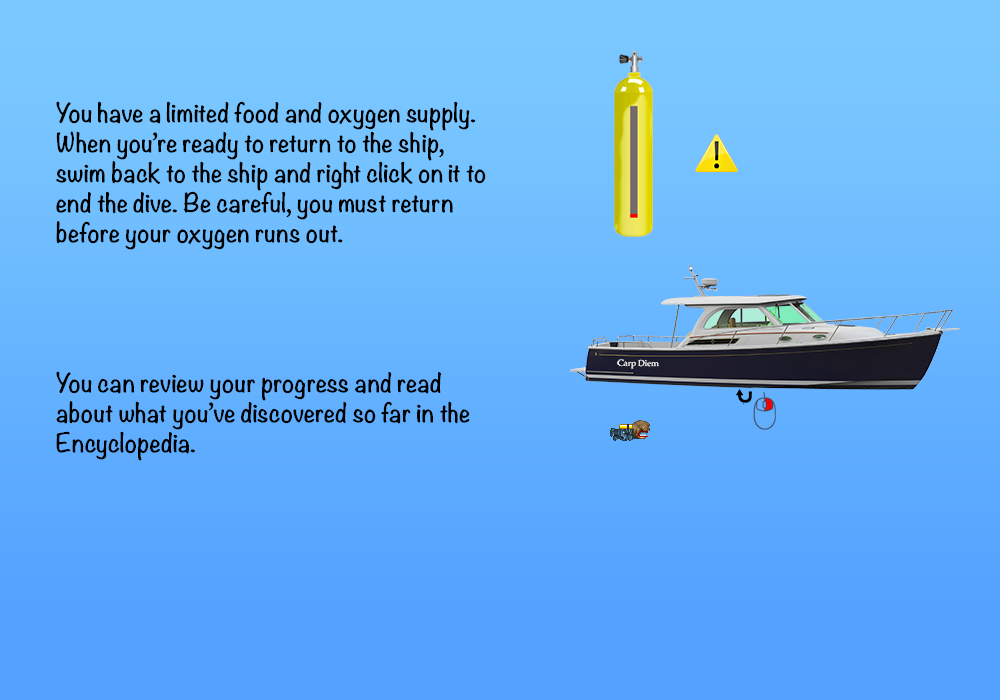 You have a limited food and oxygen supply.
When you're ready to return to the ship,
swim back to the ship and right click on it to
end the dive. Be careful, you must return
before your oxygen runs out.
Carp Diem
You can review your progress and read
about what you've discovered so far in the
Encyclopedia.